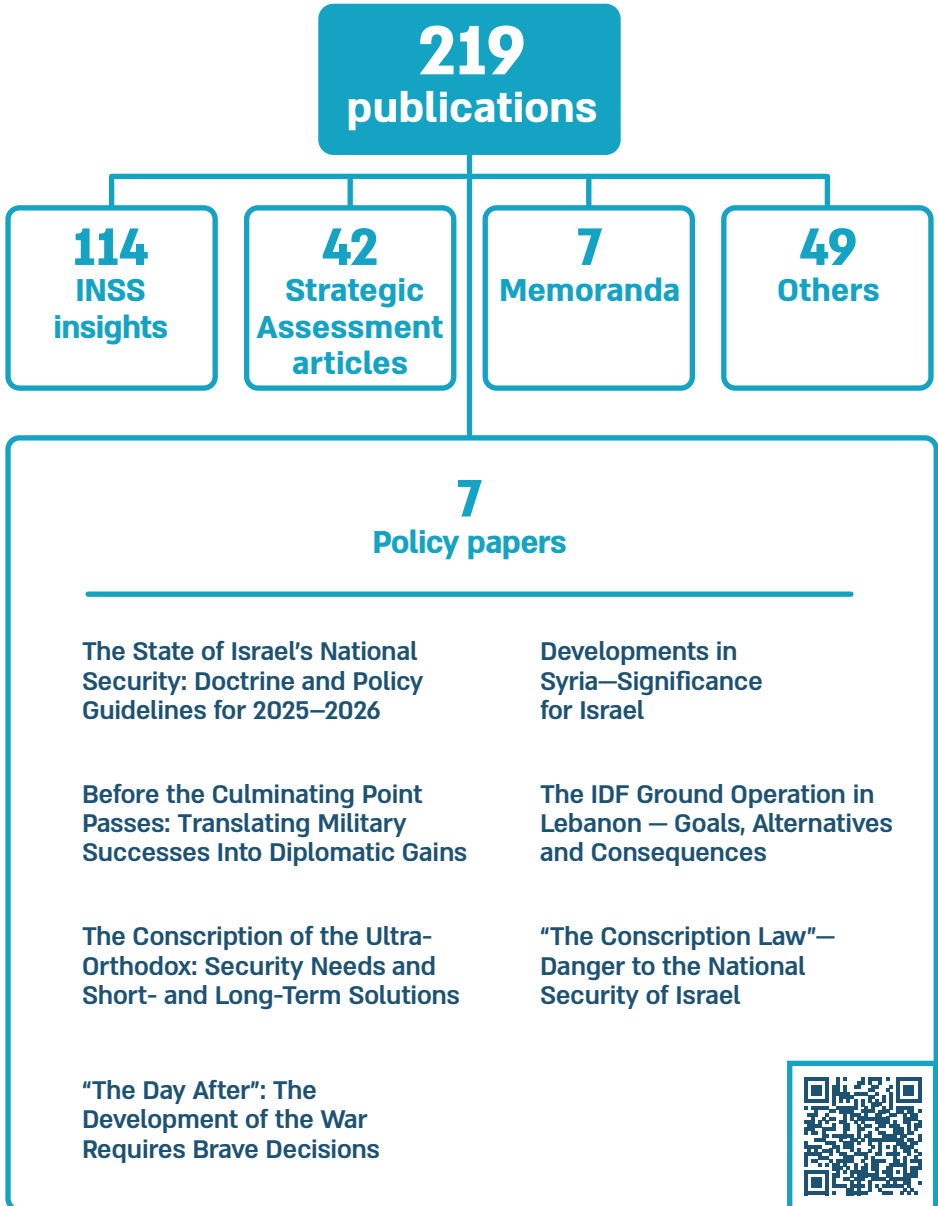 219
publications
114
INSS
insights
42
Strategic
Assessment
articles
7
Memoranda
49
Others
7
Policy papers
The State of Israel's National
Security: Doctrine and Policy
Guidelines for 2025–2026
Developments in
Syria—Significance
for Israel
Before the Culminating Point
Passes: Translating Military
Successes Into Diplomatic Gains
The IDF Ground Operation in
Lebanon — Goals, Alternatives
and Consequences
The Conscription of the Ultra-
Orthodox: Security Needs and
Short- and Long-Term Solutions
“The Conscription Law”—
Danger to the National
Security of Israel
“The Day After”: The
Development of the War
Requires Brave Decisions